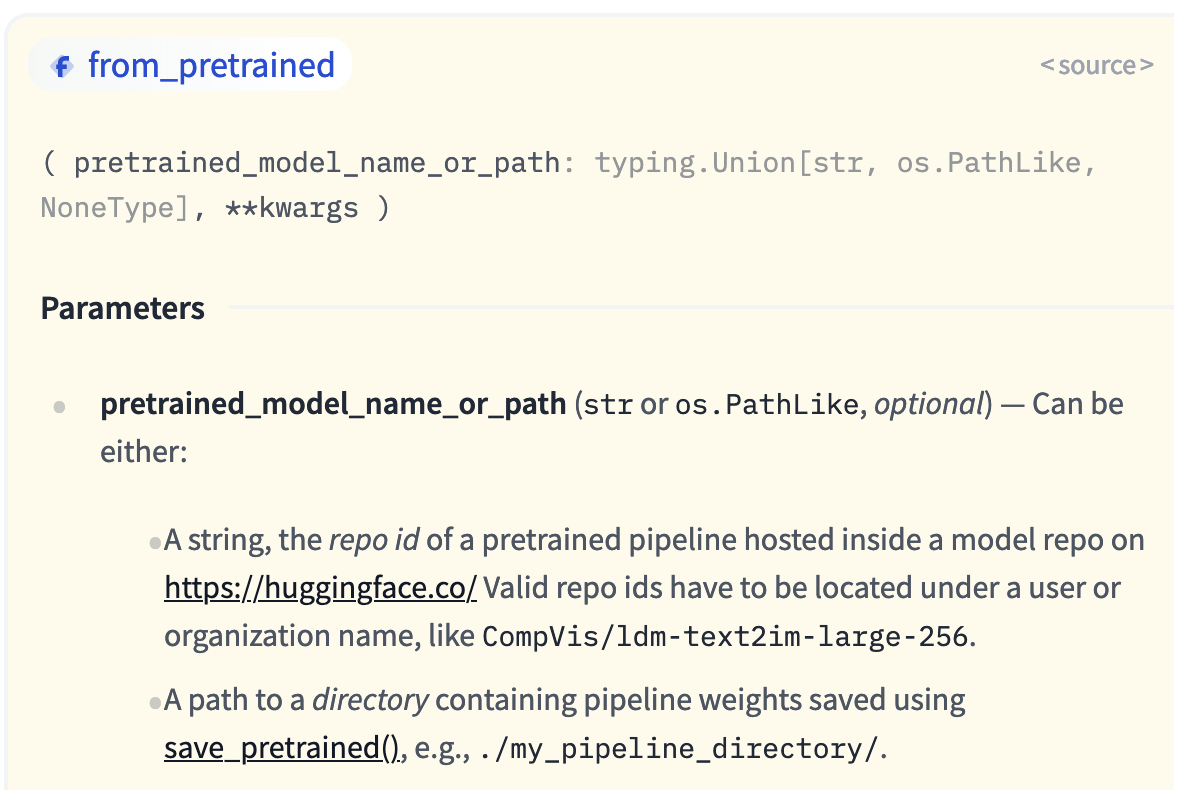 f from_pretrained
<source>
( pretrained_model_name_or_path: typing.Union[str, os.PathLike,
NoneType], **kwargs )
Parameters
pretrained_model_name_or_path (str or os.PathLike, optional) — Can be
either:
A string, the repo id of a pretrained pipeline hosted inside a model repo on
https://huggingface.co/ Valid repo ids have to be located under a user or
organization name, like CompVis/ldm-text2im-large-256.
A path to a directory containing pipeline weights saved using
save_pretrained(), e.g., ./my_pipeline_directory/.